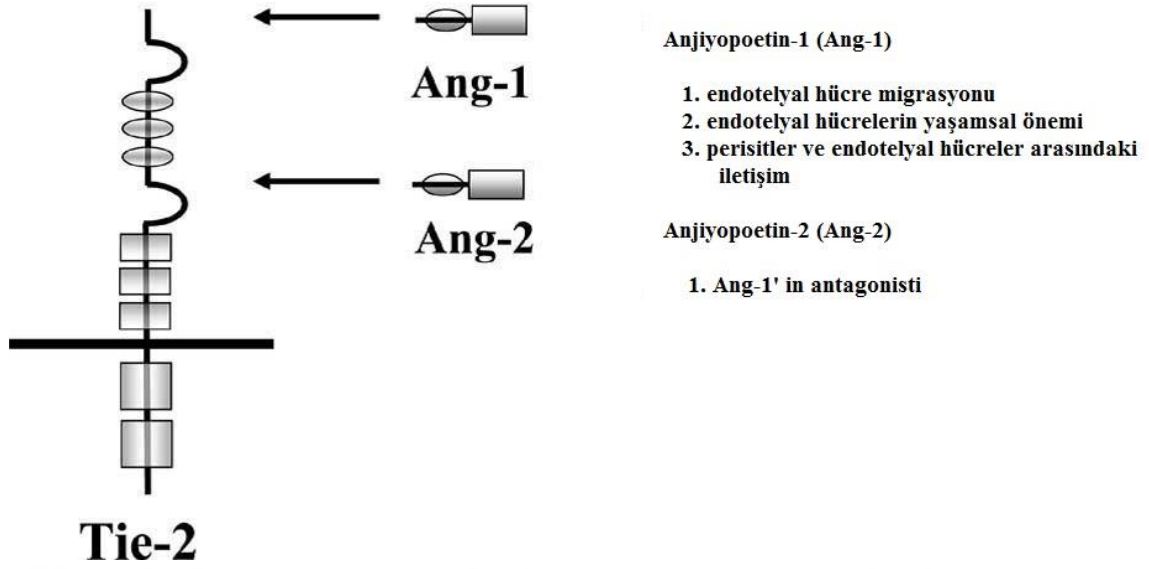 Ang-1
Ang-2
Tie-2
Anjiyopoetin-1 (Ang-1)
1. endotelyal hücre migrasyonu
2. endotelyal hücrelerin yaşamsal önemi
3. perisitler ve endotelyal hücreler arasındaki
iletişim
Anjiyopoetin-2 (Ang-2)
1. Ang-1' in antagonisti